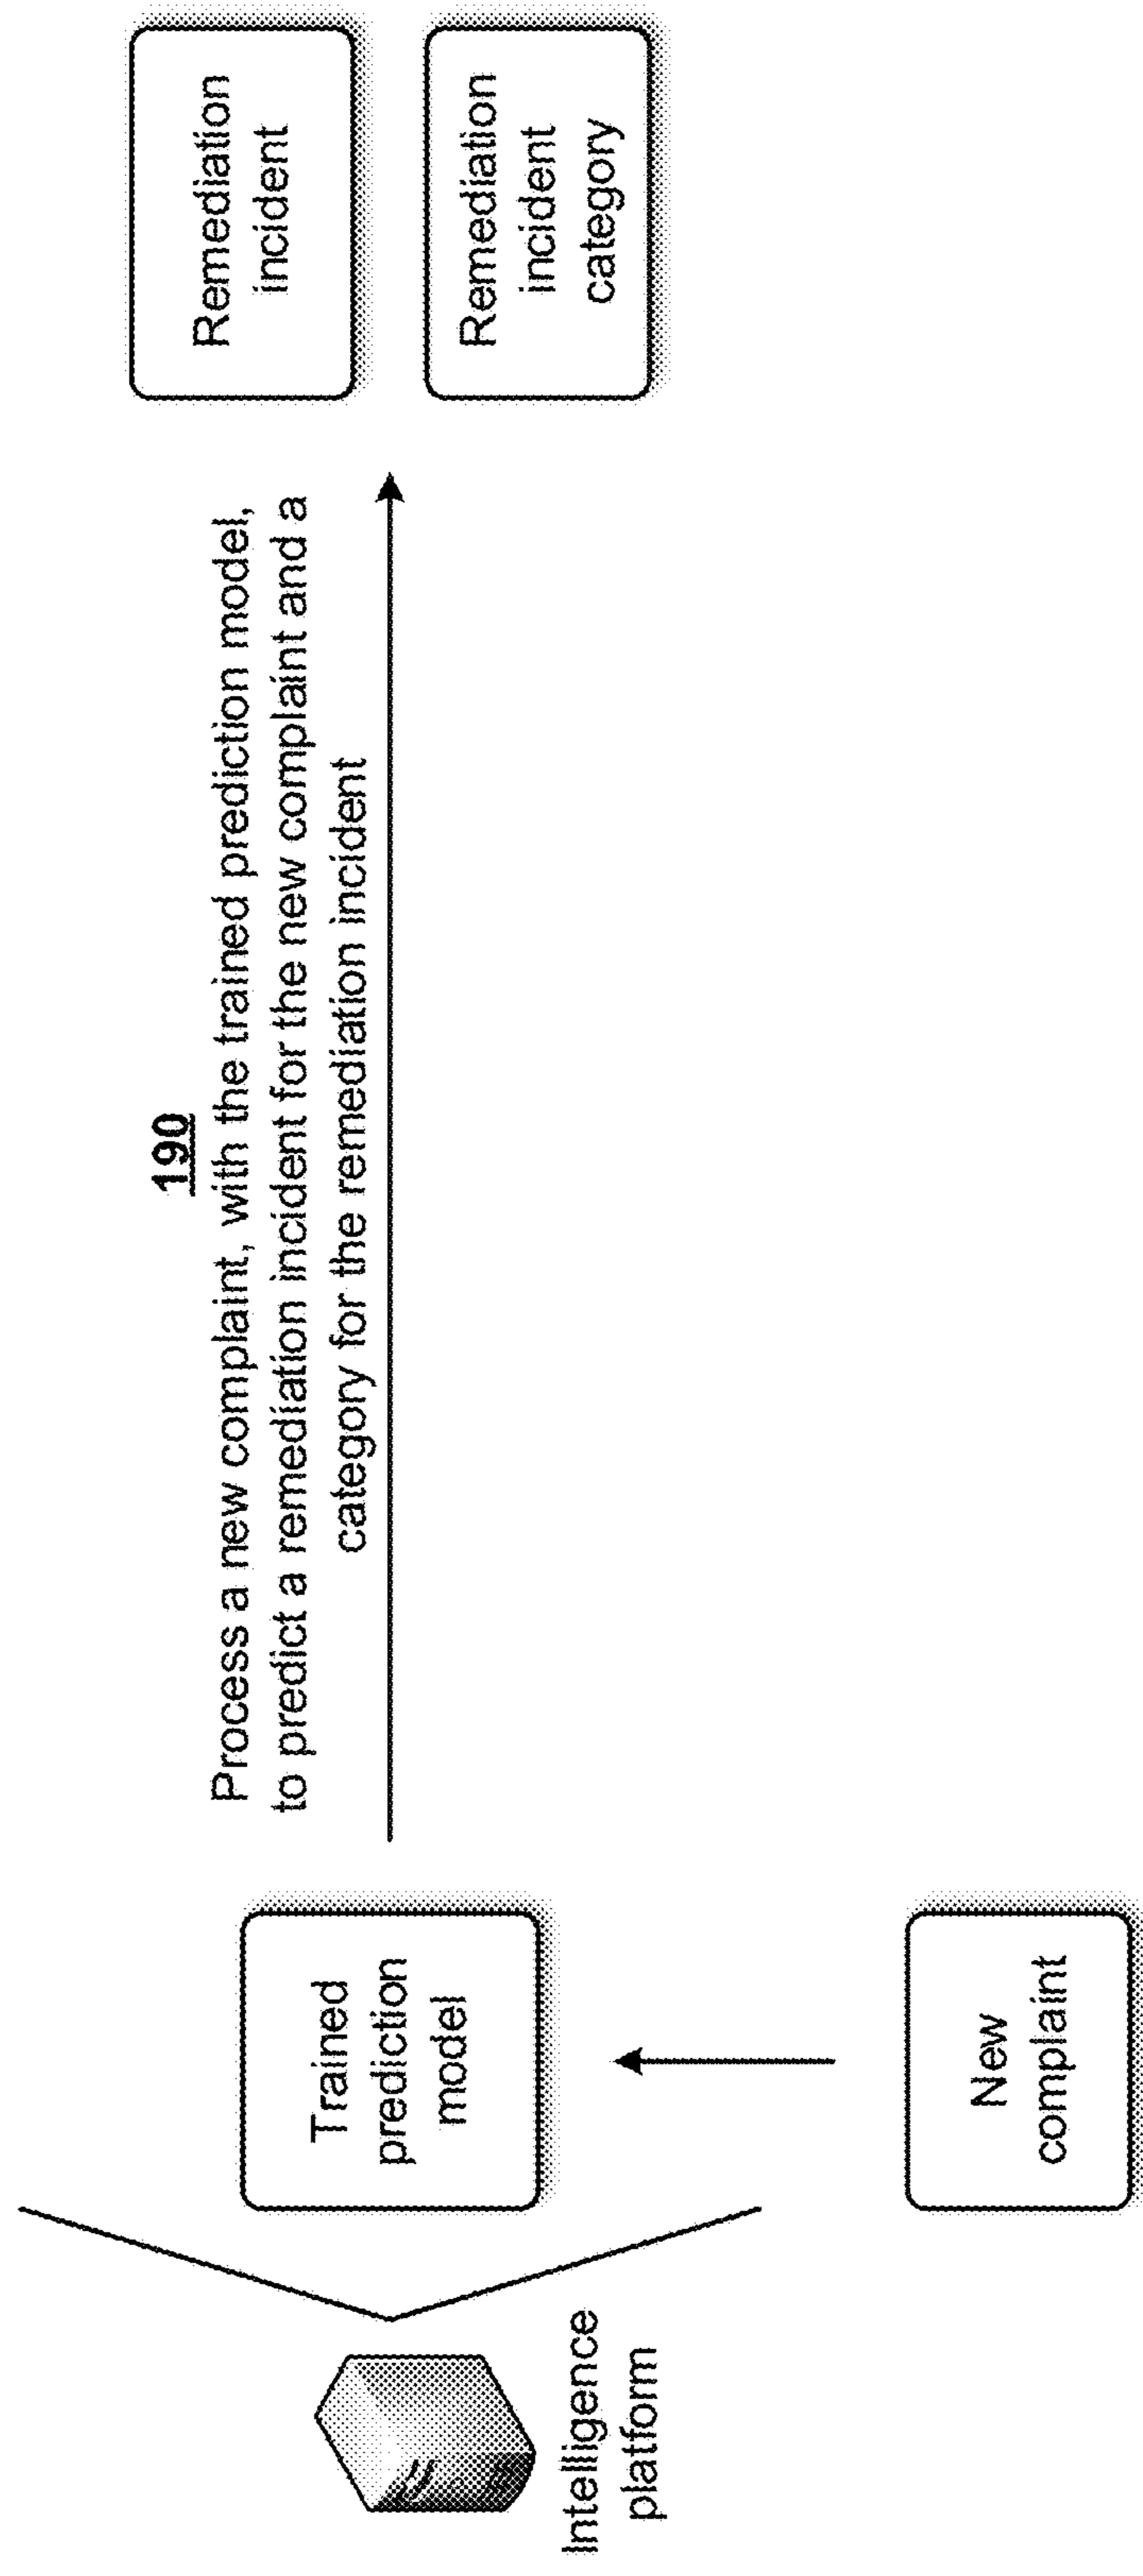 Intelligence
platform
Trained
prediction
model
New
complaint
190
Process a new complaint, with the trained prediction model,
to predict a remediation incident for the new complaint and a
category for the remediation incident
Remediation
incident
Remediation
incident
category